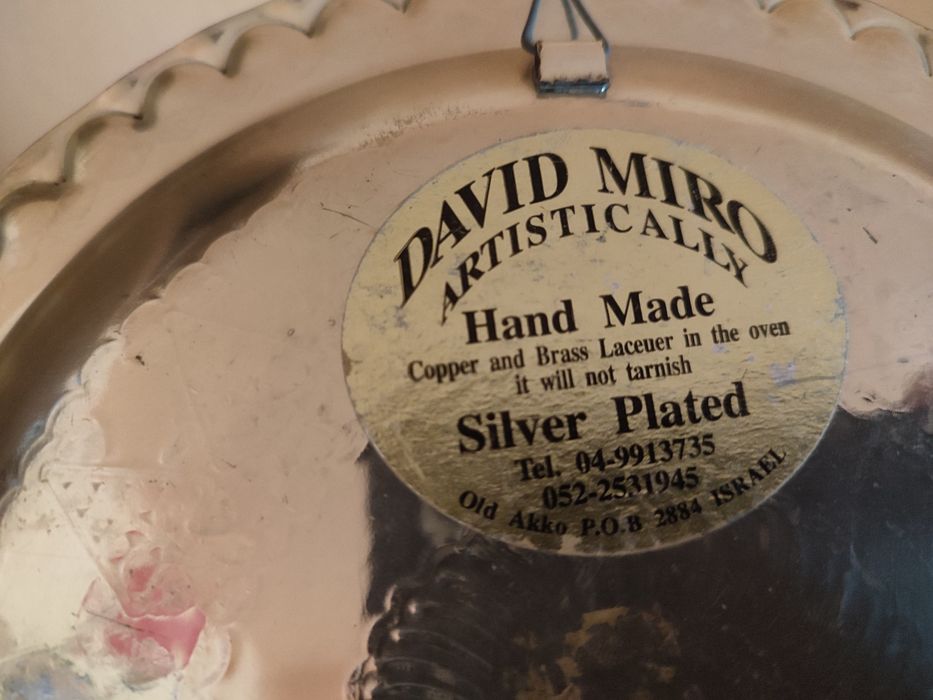 DAVID MIRO
ARTISTICALLY
Hand Made
Copper and Brass Laceuer in the oven
it will not tarnish
Silver Plated
Tel. 04-9913735
052-2531945
Old Akko P.O.B 2884 ISRAEL